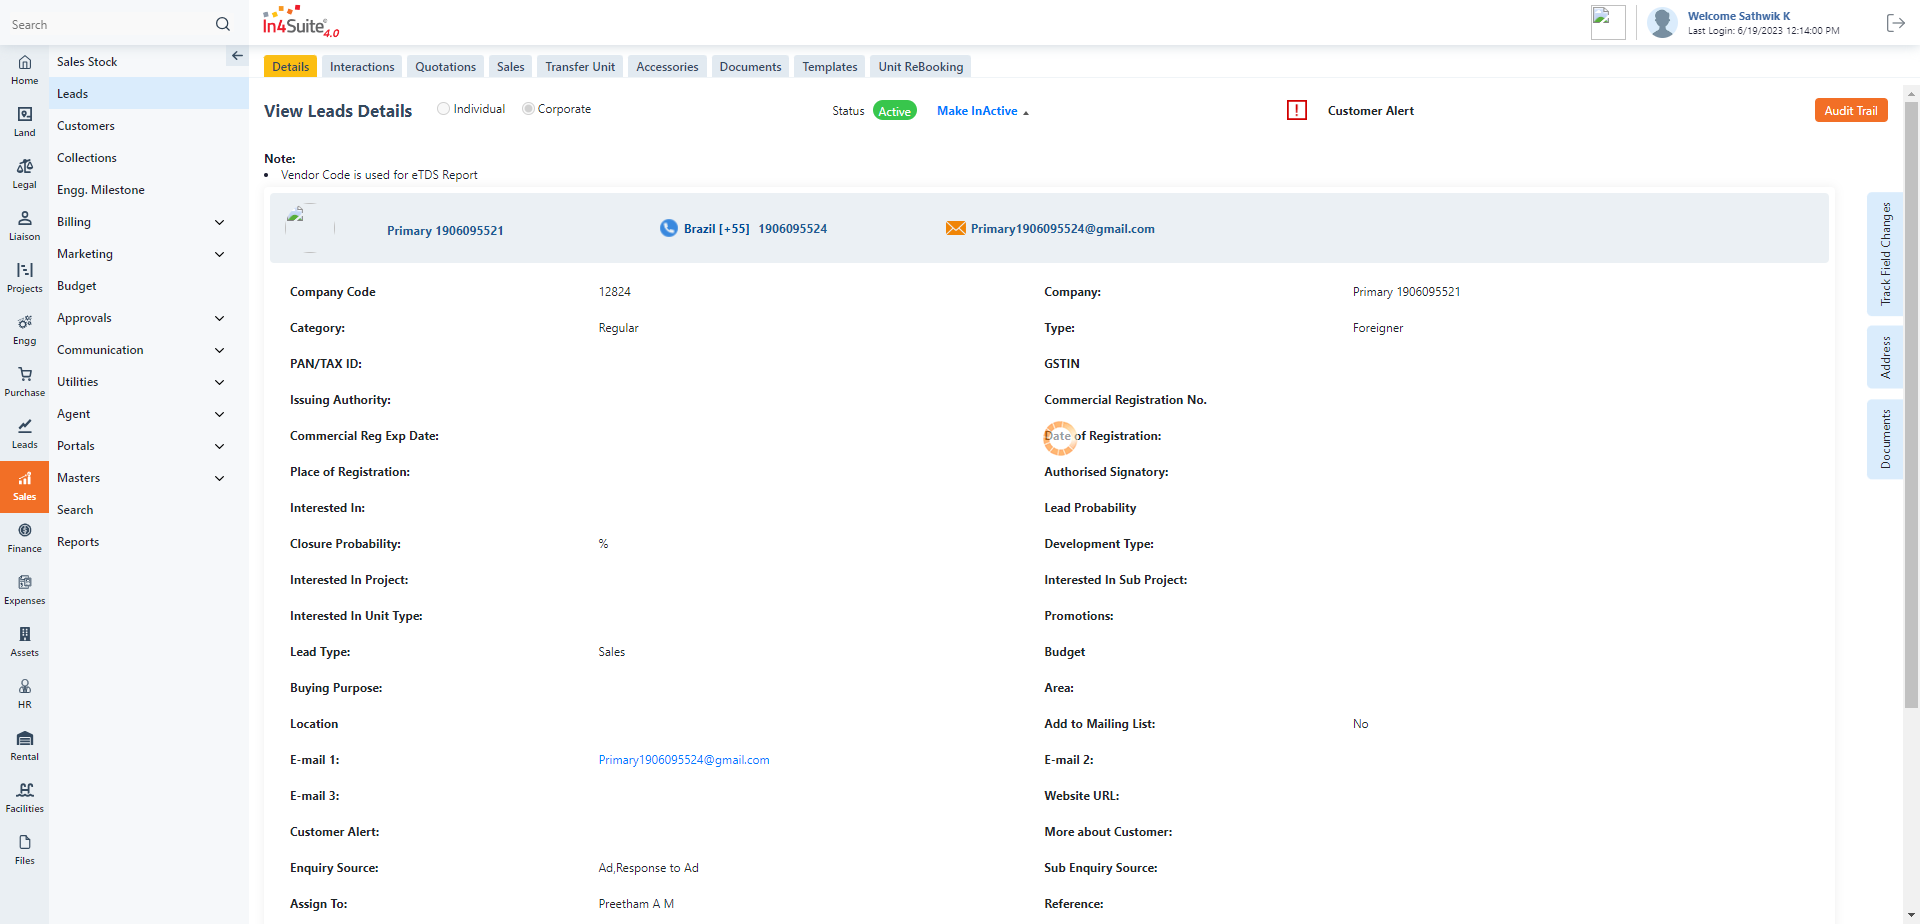 Search
In4Suite® 4.0
Welcome Sathwik K
Last Login: 6/19/2023 12:14:00 PM
Home
Land
Legal
Liaison
Projects
Engg
Purchase
Leads
Sales
Finance
Expenses
Assets
HR
Rental
Facilities
Files
Sales Stock
Leads
Customers
Collections
Engg. Milestone
Billing
Marketing
Budget
Approvals
Communication
Utilities
Agent
Portals
Masters
Search
Reports
Details Interactions Quotations Sales Transfer Unit Accessories Documents Templates Unit ReBooking
View Leads Details Individual Corporate Status Active Make InActive Customer Alert Audit Trail
Note:
• Vendor Code is used for eTDS Report
Primary 1906095521 Brazil [+55] 1906095524 Primary1906095524@gmail.com
Company Code 12824 Company: Primary 1906095521
Category: Regular Type: Foreigner
PAN/TAX ID: GSTIN
Issuing Authority: Commercial Registration No.
Commercial Reg Exp Date: Date of Registration:
Place of Registration: Authorised Signatory:
Interested In: Lead Probability
Closure Probability: % Development Type:
Interested In Project: Interested In Sub Project:
Interested In Unit Type: Promotions:
Lead Type: Sales Budget
Buying Purpose: Area:
Location Add to Mailing List: No
E-mail 1: Primary1906095524@gmail.com E-mail 2:
E-mail 3: Website URL:
Customer Alert: More about Customer:
Enquiry Source: Ad,Response to Ad Sub Enquiry Source:
Assign To: Preetham A M Reference:
Track Field Changes
Address
Documents